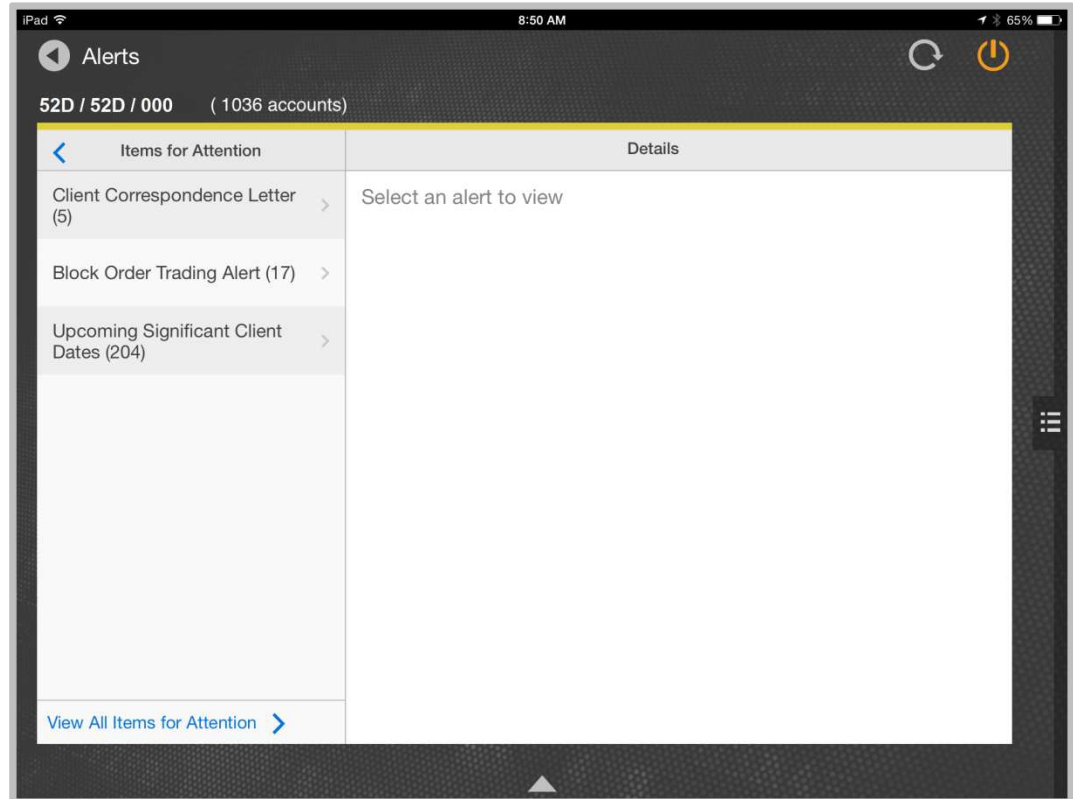 iPad 8:50 AM 65%
Alerts
52D / 52D / 000 ( 1036 accounts)
Items for Attention
Details
Client Correspondence Letter
(5)
Select an alert to view
Block Order Trading Alert (17)
Upcoming Significant Client
Dates (204)
View All Items for Attention